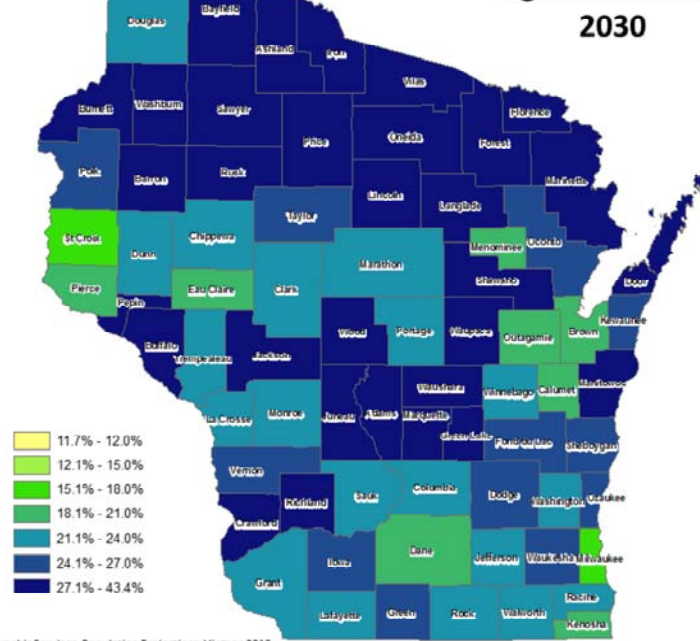 2030
Douglas
Bayfield
Ashland
Iron
Vilas
Burnett
Washburn
Sawyer
Florence
Price
Oneida
Forest
Polk
Barron
Rusk
Marinette
Lincoln
Langlade
Taylor
Oconto
St Croix
Dunn
Chippewa
Menominee
Marathon
Shawano
Door
Pierce
Eau Claire
Clark
Pepin
Buffalo
Trempealeau
Jackson
Wood
Portage
Waupaca
Outagamie
Brown
Kewaunee
Waushara
Winnebago
Calumet
Manitowoc
La Crosse
Monroe
Juneau
Adams
Marquette
Green Lake
Fond du Lac
Sheboygan
11.7% - 12.0%
12.1% - 15.0%
15.1% - 18.0%
18.1% - 21.0%
21.1% - 24.0%
24.1% - 27.0%
27.1% - 43.4%
Vernon
Richland
Sauk
Columbia
Dodge
Washington
Ozaukee
Crawford
Iowa
Dane
Jefferson
Waukesha
Milwaukee
Grant
Lafayette
Green
Rock
Walworth
Racine
Kenosha